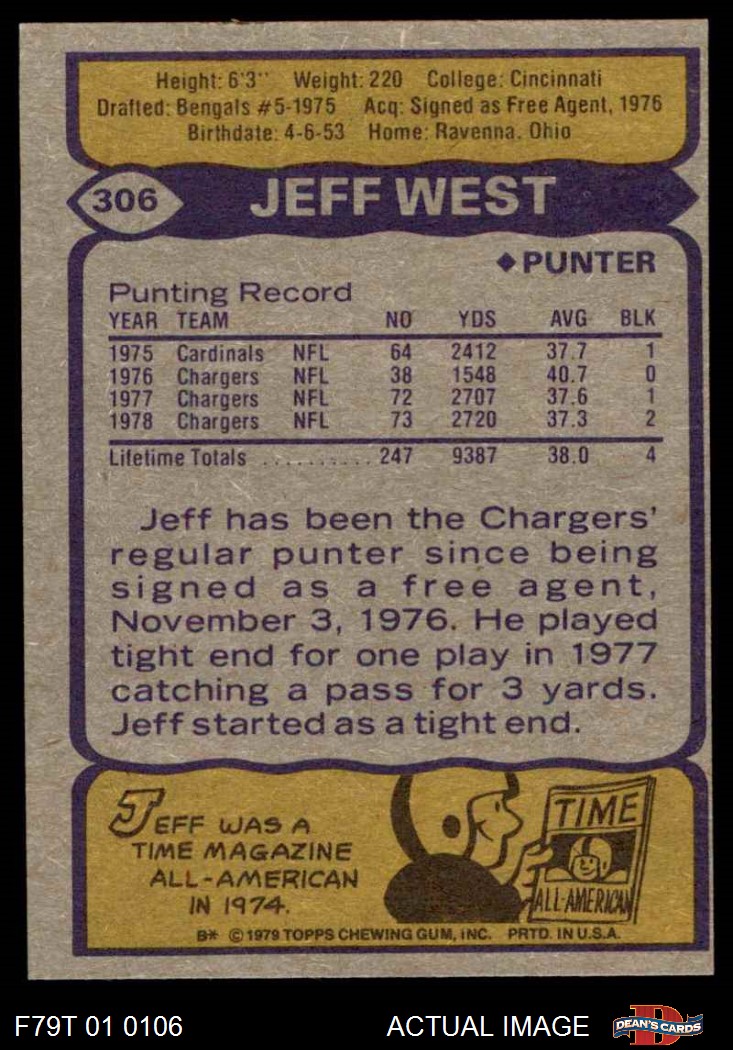 Height: 6'3" Weight: 220 College: Cincinnati
Drafted: Bengals #5-1975 Acq: Signed as Free Agent, 1976
Birthdate: 4-6-53 Home: Ravenna, Ohio
306 JEFF WEST
◆PUNTER
Punting Record
YEAR TEAM NO YDS AVG BLK
1975 Cardinals NFL 64 2412 37.7 1
1976 Chargers NFL 38 1548 40.7 0
1977 Chargers NFL 72 2707 37.6 1
1978 Chargers NFL 73 2720 37.3 2
Lifetime Totals .......... 247 9387 38.0 4
Jeff has been the Chargers'
regular punter since being
signed as a free agent,
November 3, 1976. He played
tight end for one play in 1977
catching a pass for 3 yards.
Jeff started as a tight end.
JEFF WAS A
TIME MAGAZINE
ALL-AMERICAN
IN 1974.
TIME
ALL-AMERICAN
B* © 1979 TOPPS CHEWING GUM, INC. PRTD. IN U.S.A.
F79T 01 0106 ACTUAL IMAGE D DEAN'S CARDS